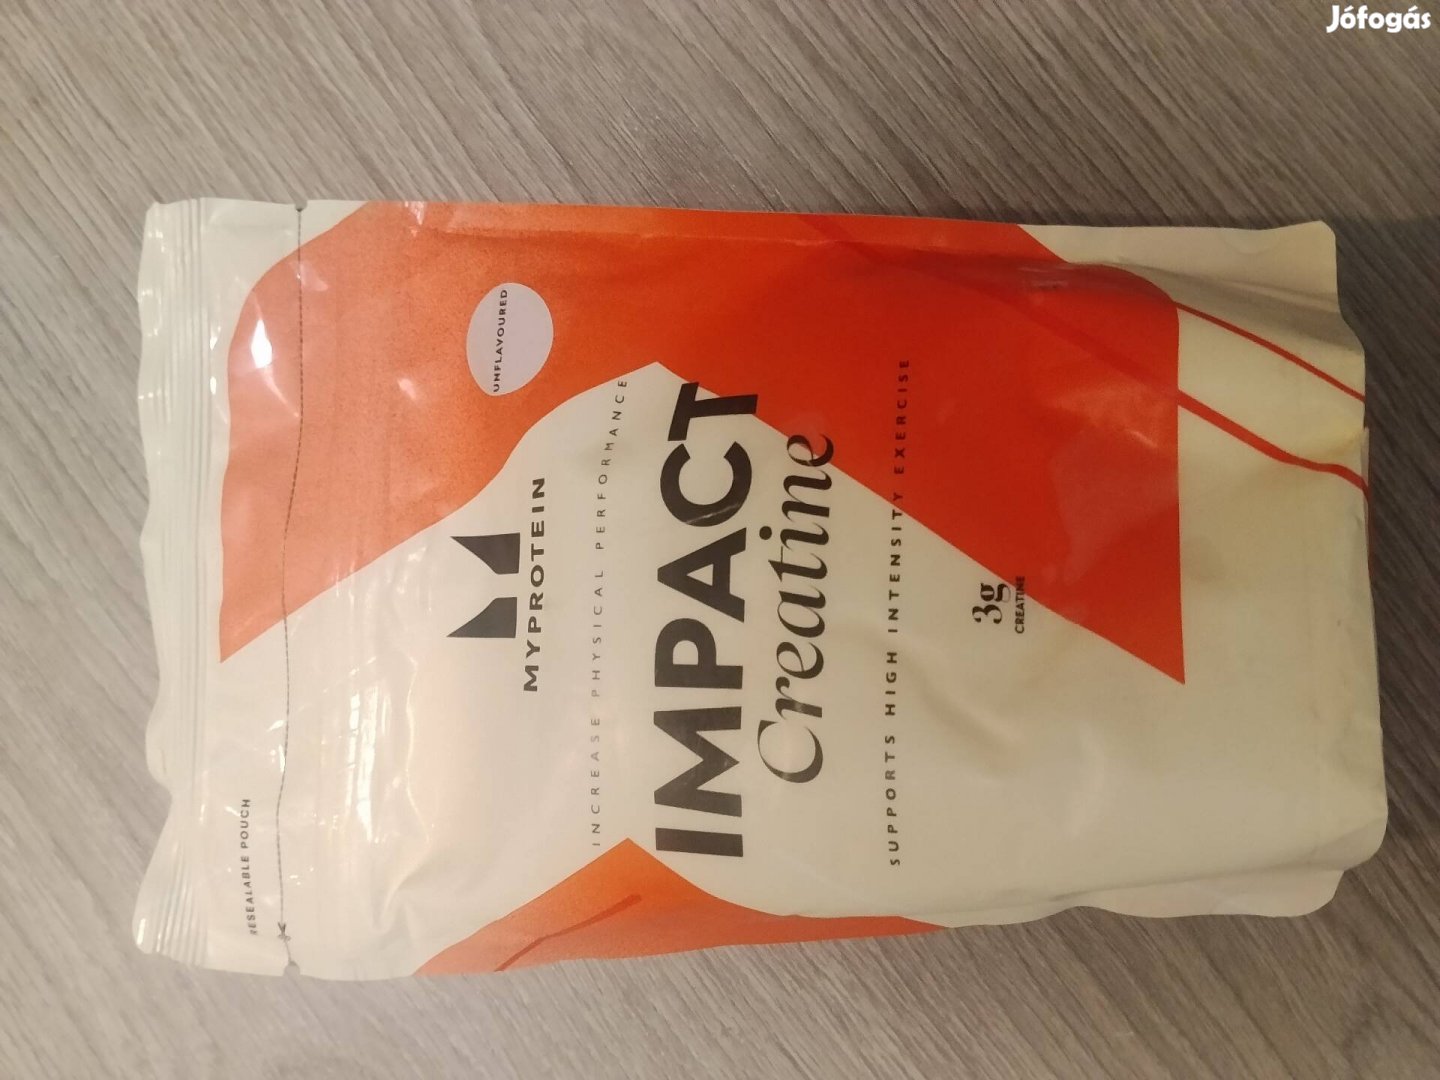 Jófogás
RESEALABLE POUCH
UNFLAVOURED
MYPROTEIN
INCREASE PHYSICAL PERFORMANCE
IMPACT
Creatine
SUPPORTS HIGH INTENSITY EXERCISE
3g
CREATINE